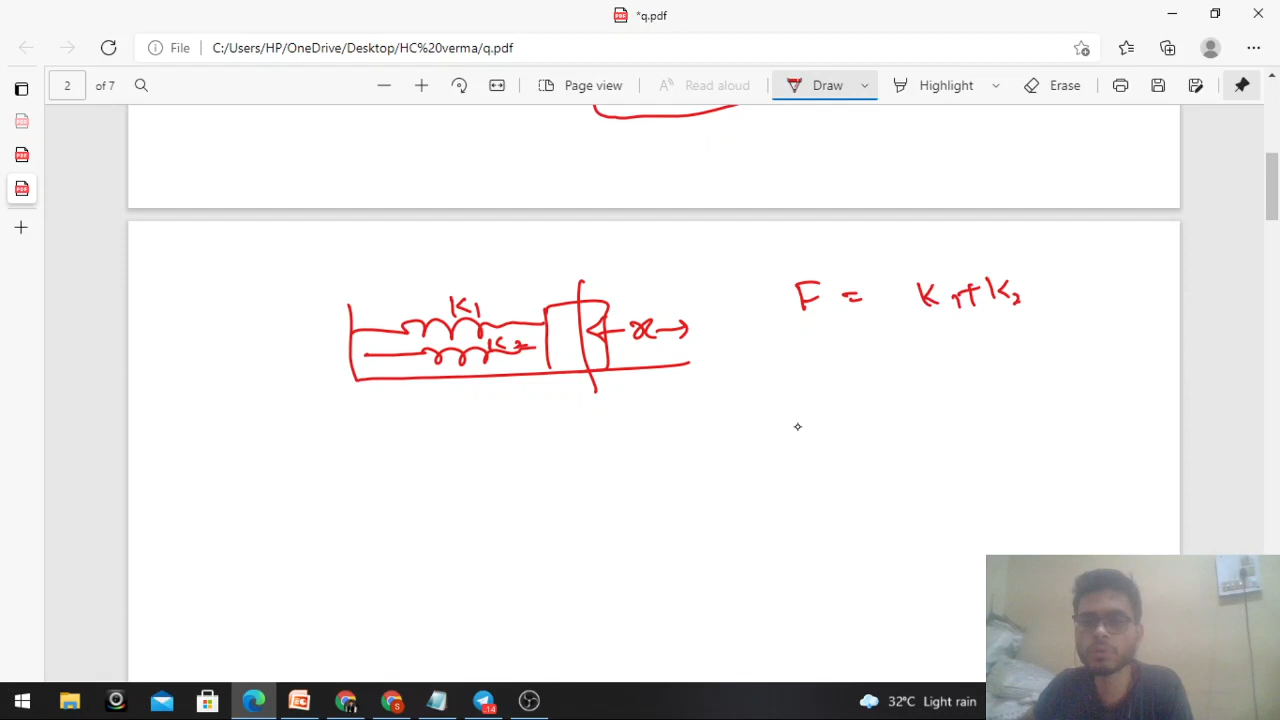 *q.pdf
File C:/Users/HP/OneDrive/Desktop/HC%20verma/q.pdf
2 of 7 Page view Read aloud Draw Highlight Erase
K1
K2
x
F = K1+K2
14
32°C Light rain